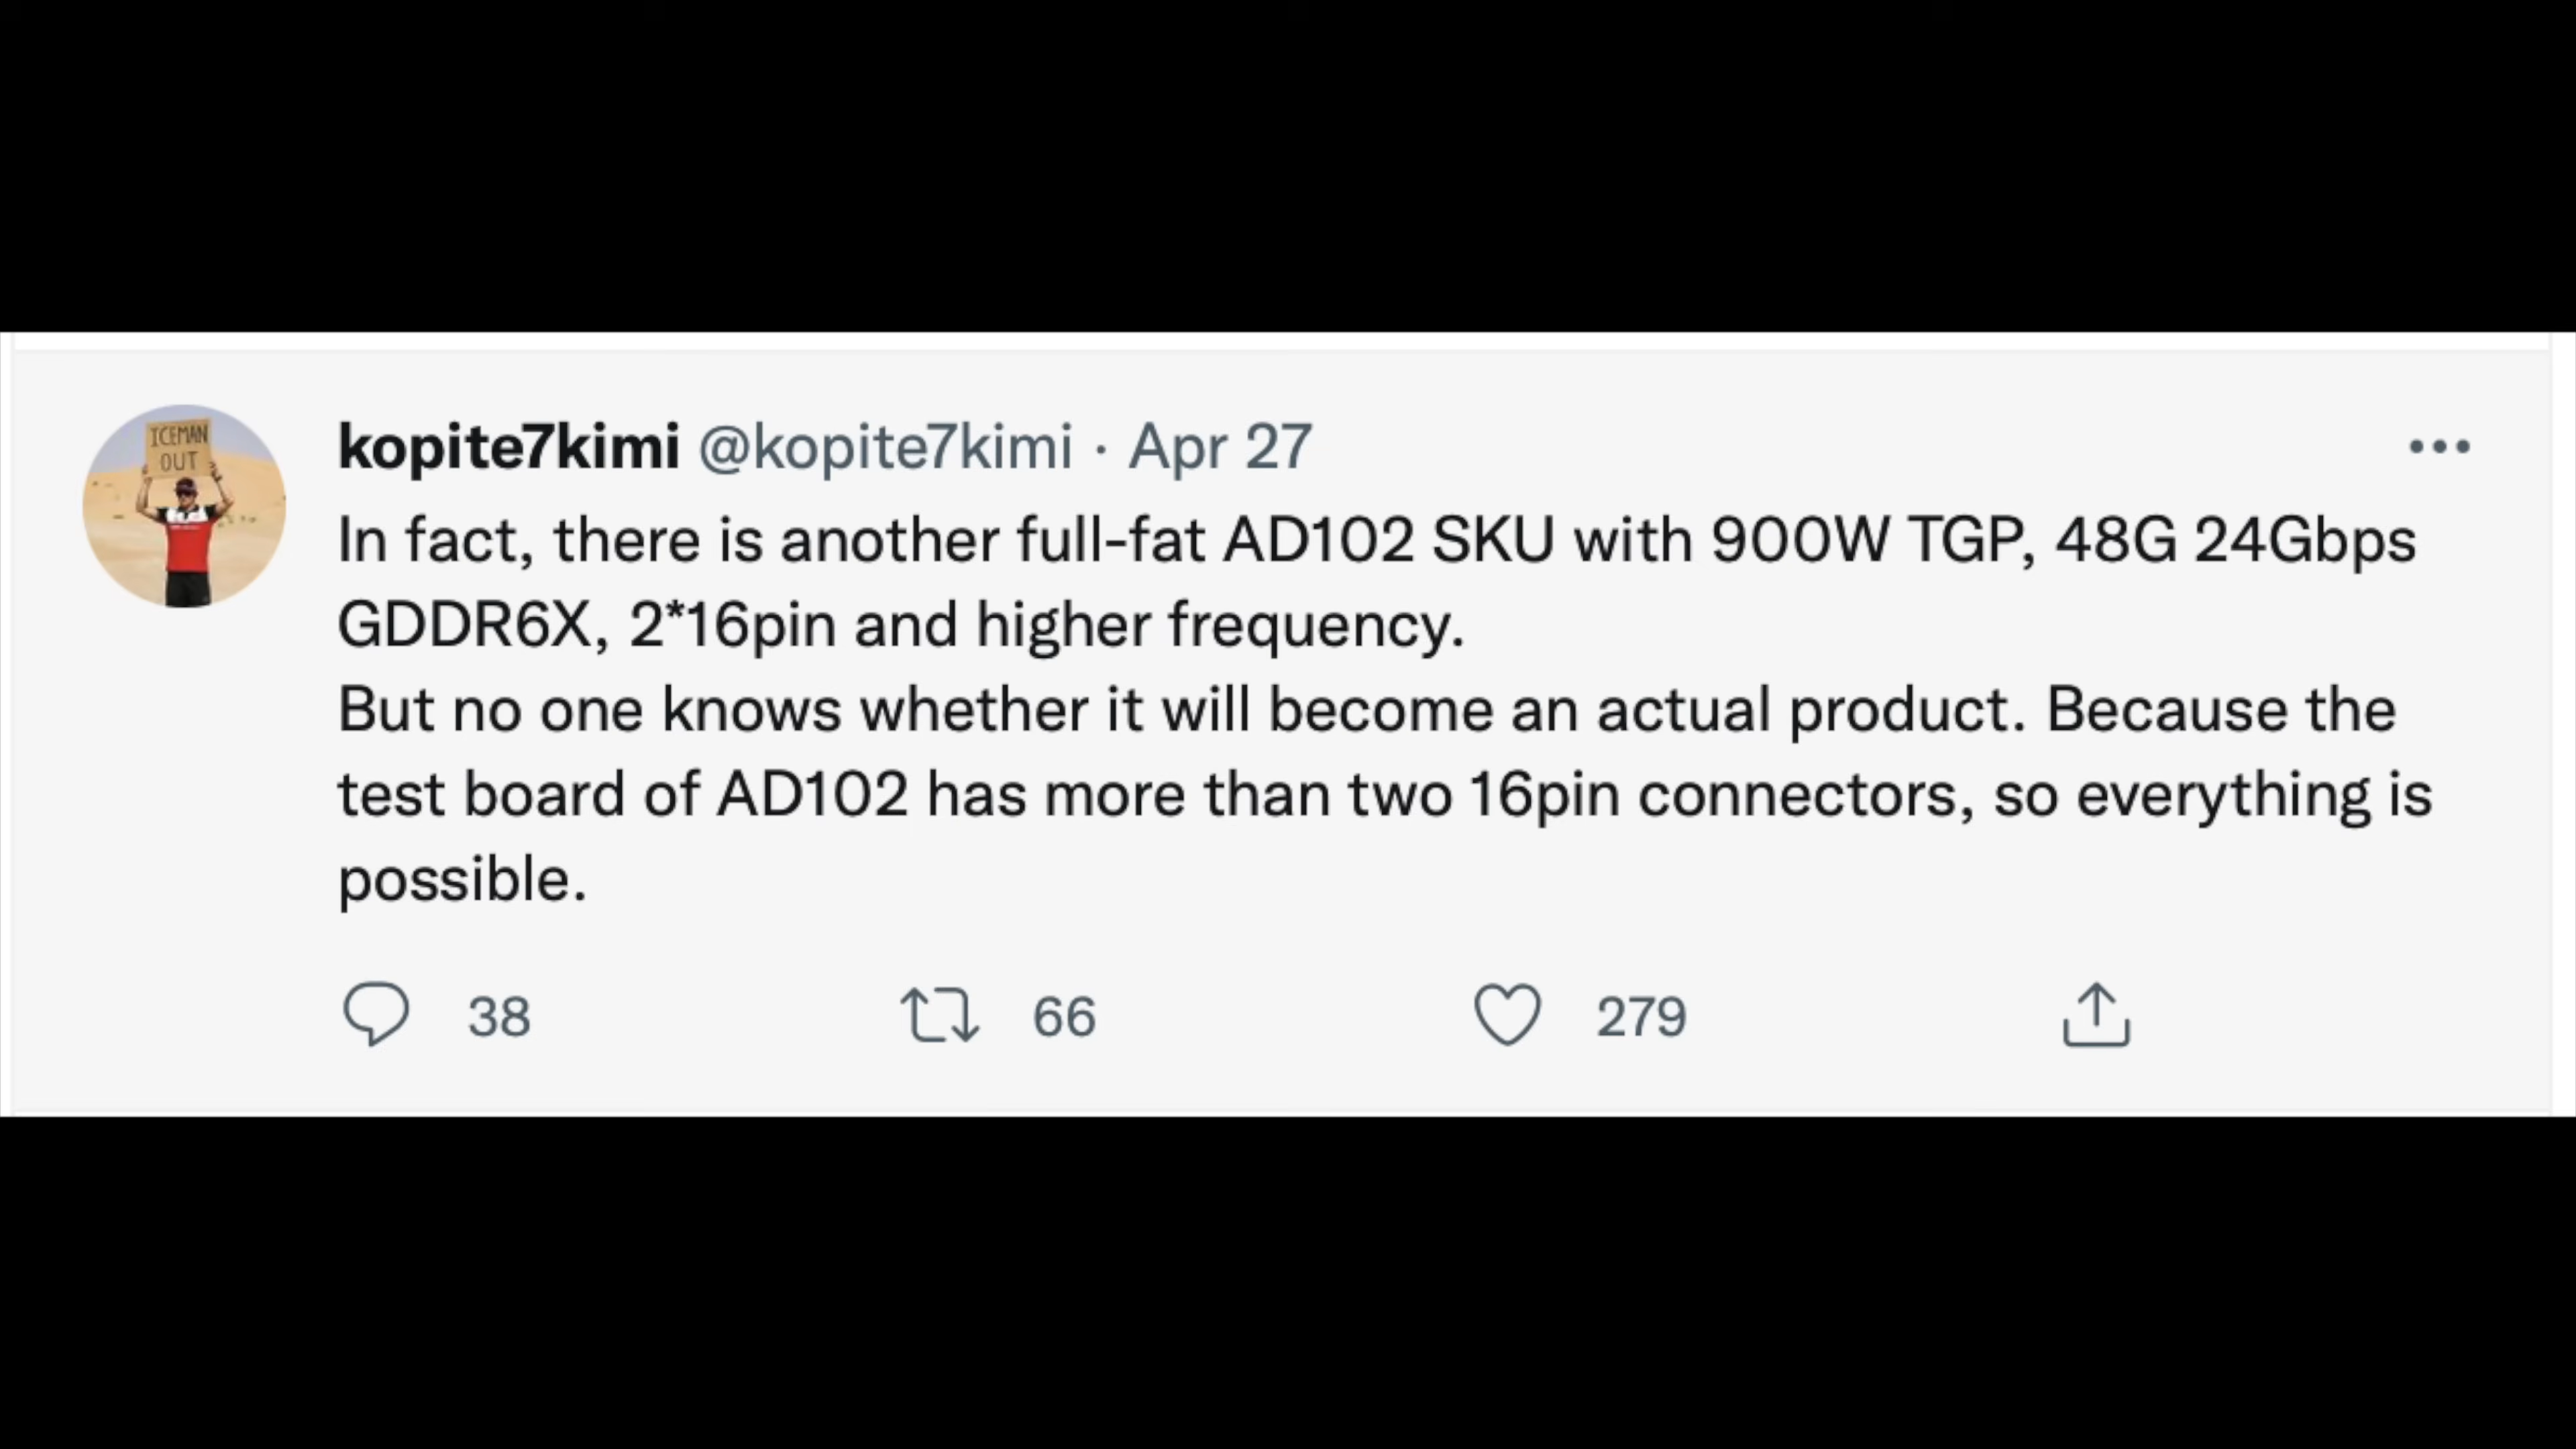 ICEMAN
OUT
kopite7kimi @kopite7kimi · Apr 27
In fact, there is another full-fat AD102 SKU with 900W TGP, 48G 24Gbps
GDDR6X, 2*16pin and higher frequency.
But no one knows whether it will become an actual product. Because the
test board of AD102 has more than two 16pin connectors, so everything is
possible.
38 66 279